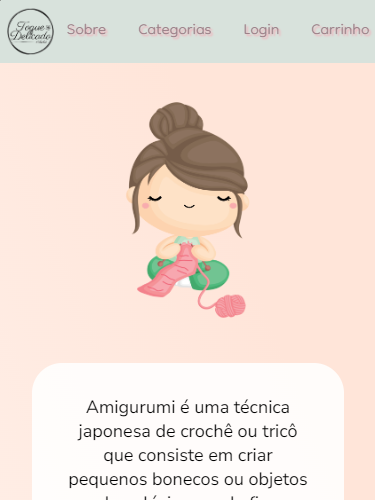 Toque
Delicado
Sobre
Categorias
Login
Carrinho
Amigurumi é uma técnica
japonesa de crochê ou tricô
que consiste em criar
pequenos bonecos ou objetos